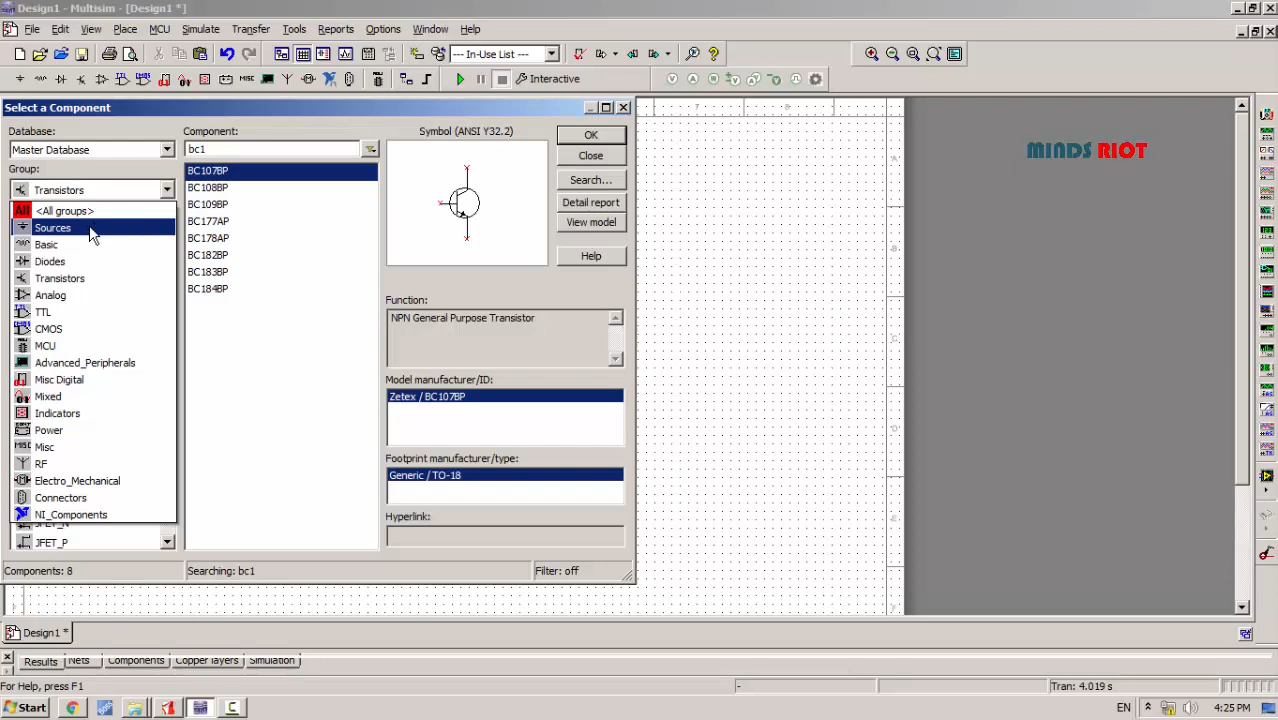 Design1 - Multisim - [Design1 *]
File Edit View Place MCU Simulate Transfer Tools Reports Options Window Help
--- In-Use List ---
Interactive
Select a Component
Database:
Master Database
Group:
Transistors
<All groups>
Sources
Basic
Diodes
Transistors
Analog
TTL
CMOS
MCU
Advanced_Peripherals
Misc Digital
Mixed
Indicators
Power
Misc
RF
Electro_Mechanical
Connectors
NI_Components
JFET_N
JFET_P
Component:
bc1
BC107BP
BC108BP
BC109BP
BC177AP
BC178AP
BC182BP
BC183BP
BC184BP
Symbol (ANSI Y32.2)
OK
Close
Search...
Detail report
View model
Help
Function:
NPN General Purpose Transistor
Model manufacturer/ID:
Zetex / BC107BP
Footprint manufacturer/type:
Generic / TO-18
Hyperlink:
Components: 8
Searching: bc1
Filter: off
MINDS RIOT
Design1 *
Results Nets Components Copper layers Simulation
For Help, press F1
-
Tran: 4.019 s
Start
EN
4:25 PM